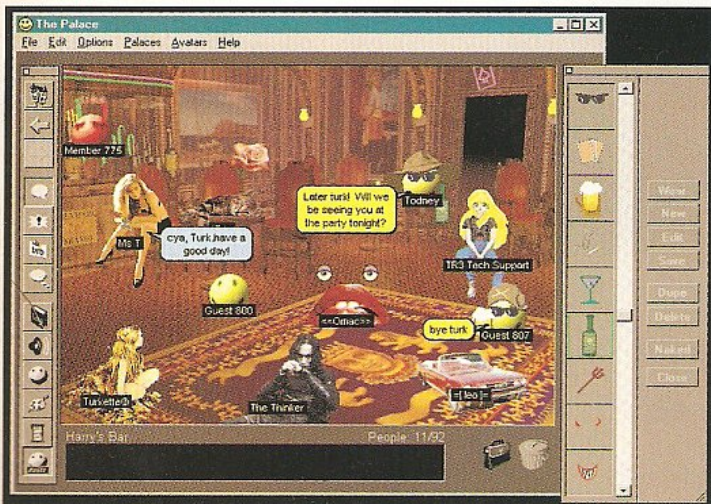 The Palace
File Edit Options Palaces Avatars Help
Member 775
Later turk! Will we
be seeing you at
the party tonight?
Todney
Ms T
cya, Turk,have a
good day!
TR3 Tech Support
Guest 800
<<Omac>>
bye turk
Guest 807
Turkette®
The Thinker
=[ leo ]=
Harry's Bar
People: 11/92
Wear
New
Edit
Save
Dupe
Delete
Naked
Close